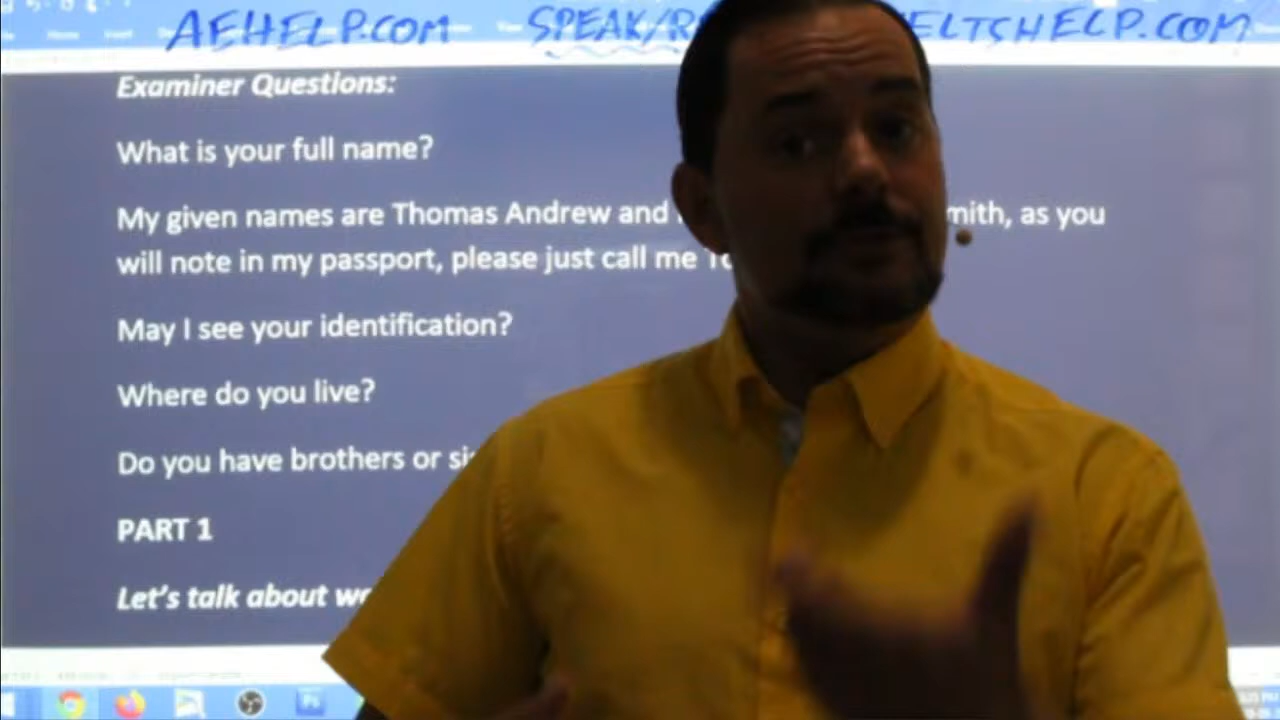 AEHELP.COM SPEAK/R ELTSHELP.COM
Examiner Questions:
What is your full name?
My given names are Thomas Andrew and mith, as you
will note in my passport, please just call me
May I see your identification?
Where do you live?
Do you have brothers or si
PART 1
Let's talk about